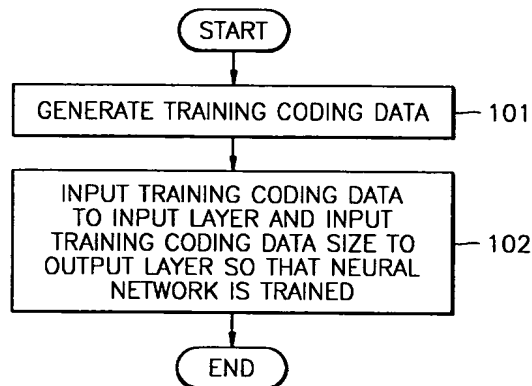 START
GENERATE TRAINING CODING DATA
101
INPUT TRAINING CODING DATA
TO INPUT LAYER AND INPUT
TRAINING CODING DATA SIZE TO
OUTPUT LAYER SO THAT NEURAL
NETWORK IS TRAINED
102
END